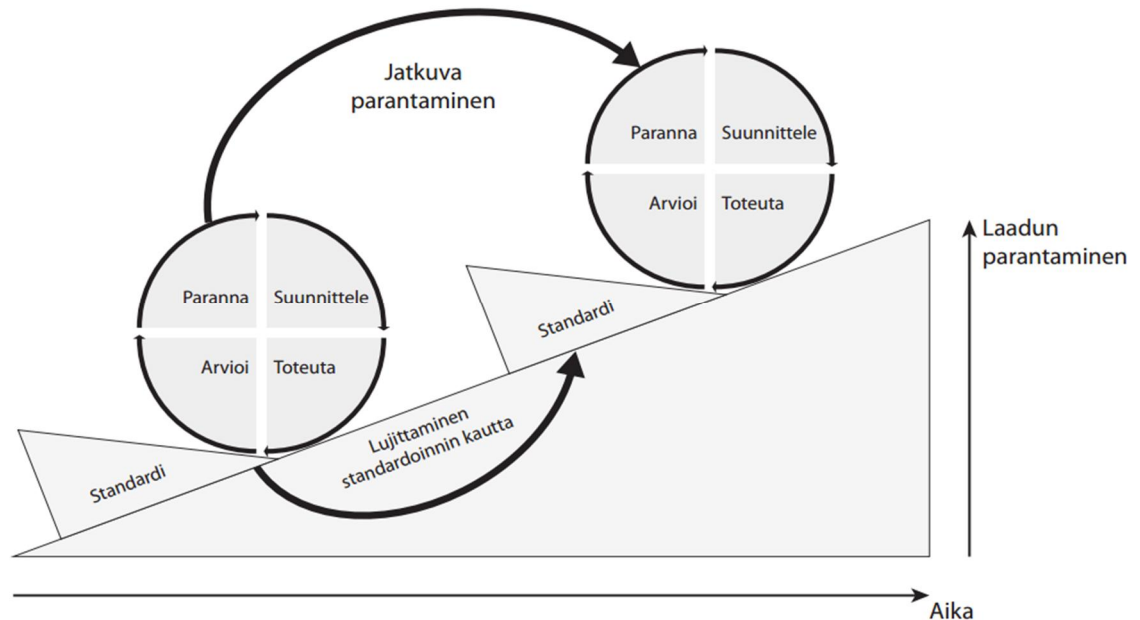 Jatkuva
parantaminen
Paranna
Suunnittele
Arvioi
Toteuta
Laadun
parantaminen
Standardi
Paranna
Suunnittele
Arvioi
Toteuta
Lujittaminen
standardoinnin kautta
Standardi
Aika